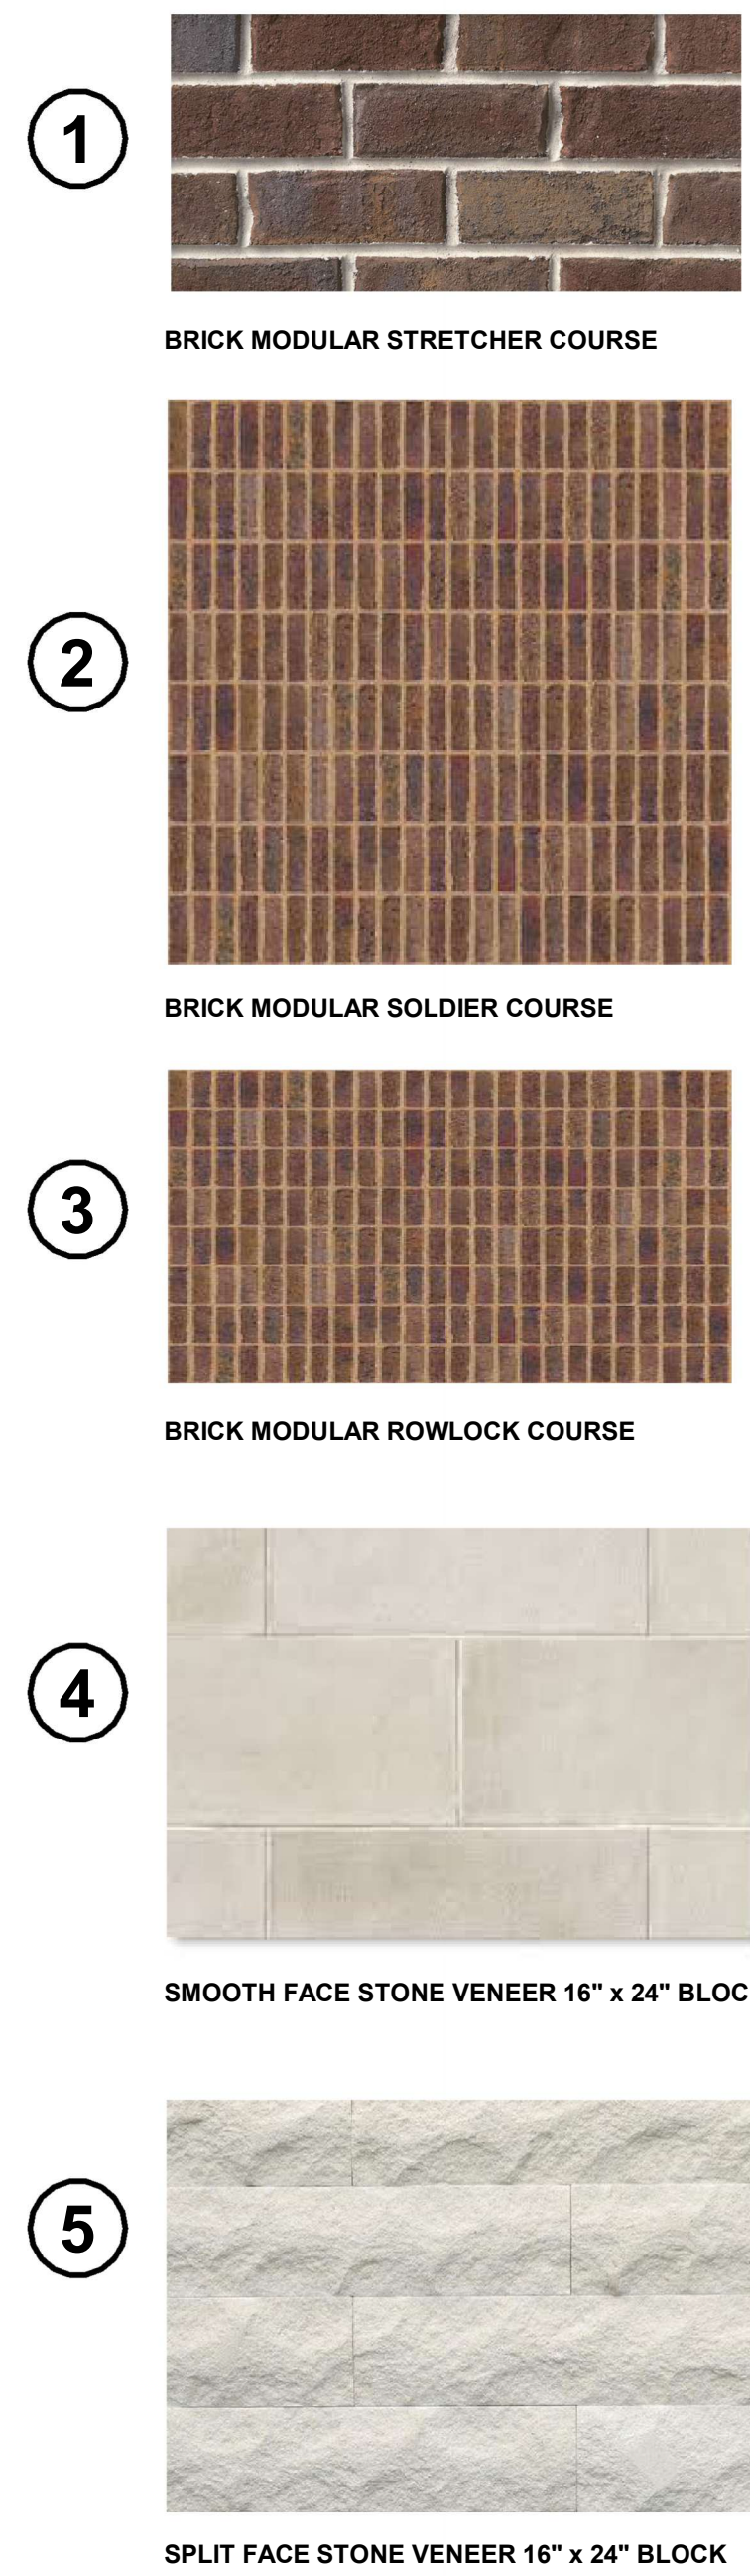 1
BRICK MODULAR STRETCHER COURSE
2
BRICK MODULAR SOLDIER COURSE
3
BRICK MODULAR ROWLOCK COURSE
4
SMOOTH FACE STONE VENEER 16" x 24" BLOC
5
SPLIT FACE STONE VENEER 16" x 24" BLOCK